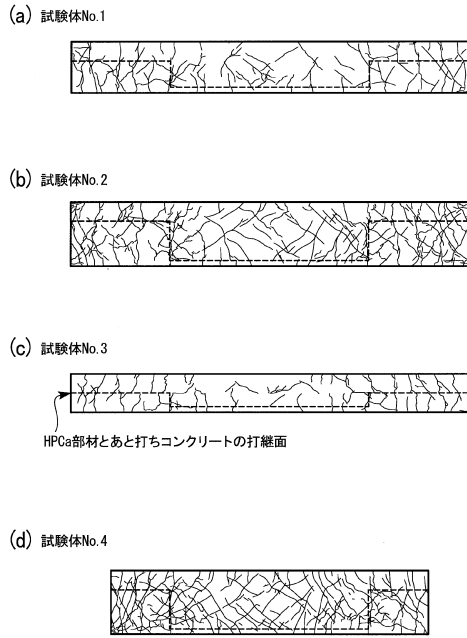 (a) 試験体No.1
(b) 試験体No.2
(c) 試験体No.3
HPCa部材とあと打ちコンクリートの打継面
(d) 試験体No.4